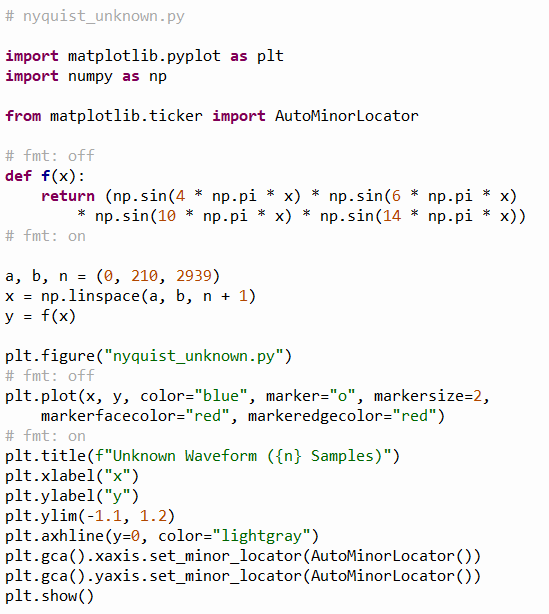 # nyquist_unknown.py

import matplotlib.pyplot as plt
import numpy as np

from matplotlib.ticker import AutoMinorLocator

# fmt: off
def f(x):
    return (np.sin(4 * np.pi * x) * np.sin(6 * np.pi * x)
        * np.sin(10 * np.pi * x) * np.sin(14 * np.pi * x))
# fmt: on

a, b, n = (0, 210, 2939)
x = np.linspace(a, b, n + 1)
y = f(x)

plt.figure("nyquist_unknown.py")
# fmt: off
plt.plot(x, y, color="blue", marker="o", markersize=2,
    markerfacecolor="red", markeredgecolor="red")
# fmt: on
plt.title(f"Unknown Waveform ({n} Samples)")
plt.xlabel("x")
plt.ylabel("y")
plt.ylim(-1.1, 1.2)
plt.axhline(y=0, color="lightgray")
plt.gca().xaxis.set_minor_locator(AutoMinorLocator())
plt.gca().yaxis.set_minor_locator(AutoMinorLocator())
plt.show()